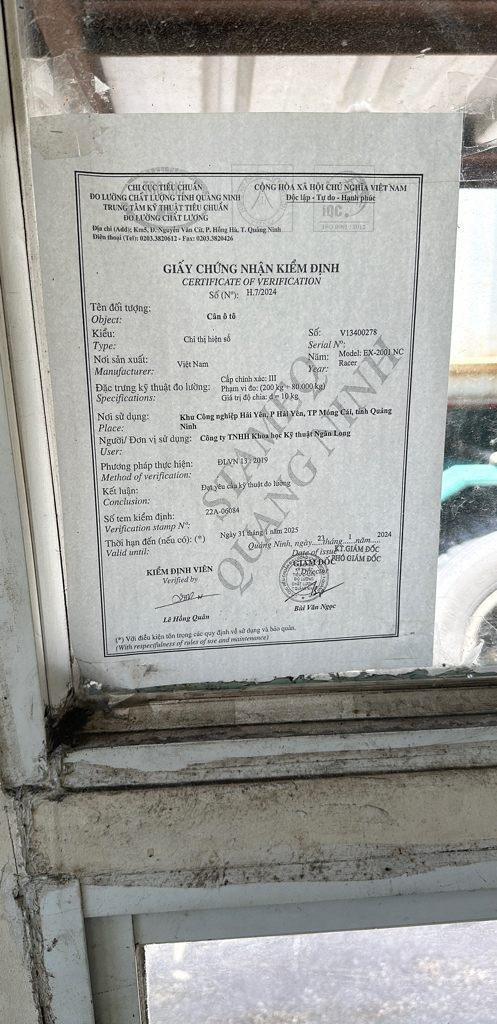 CHI CỤC TIÊU CHUẨN
ĐO LƯỜNG CHẤT LƯỢNG TỈNH QUẢNG NINH
TRUNG TÂM KỸ THUẬT TIÊU CHUẨN
ĐO LƯỜNG CHẤT LƯỢNG
Địa chỉ (Add): Km5, Đ. Nguyễn Văn Cừ, P. Hồng Hà, T. Quảng Ninh
Điện thoại (Tel): 0203.3820612 - Fax: 0203.3820426
CỘNG HÒA XÃ HỘI CHỦ NGHĨA VIỆT NAM
Độc lập - Tự do - Hạnh phúc
IQC
GIẤY CHỨNG NHẬN KIỂM ĐỊNH
CERTIFICATE OF VERIFICATION
Số (Nº): H.7/2024
Tên đối tượng: Cân ô tô
Object:
Kiểu: Chỉ thị hiện số Số: V13400278
Type: Serial Nº:
Nơi sản xuất: Việt Nam Năm: Model: EX-2001 NC
Manufacturer: Year: Racer
Đặc trưng kỹ thuật đo lường: Cấp chính xác: III
Specifications: Phạm vi đo: (200 kg ÷ 80.000 kg)
Giá trị độ chia: d = 10 kg
Nơi sử dụng: Khu Công nghiệp Hải Yên, P Hải Yên, TP Móng Cái, tỉnh Quảng
Place: Ninh
Người/ Đơn vị sử dụng: Công ty TNHH Khoa học Kỹ thuật Ngân Long
User:
Phương pháp thực hiện: ĐLVN 13 : 2019
Method of verification:
Kết luận: Đạt yêu cầu kỹ thuật đo lường
Conclusion:
Số tem kiểm định: 22A-06084
Verification stamp Nº:
Thời hạn đến (nếu có): (*) Ngày 31 tháng 1 năm 2025
Valid until:
Quảng Ninh, ngày 23 tháng 1 năm 2024
Date of issue
KT.GIÁM ĐỐC
GIÁM ĐỐC PHÓ GIÁM ĐỐC
Director
KIỂM ĐỊNH VIÊN
Verified by
Lê Hồng Quân
Bùi Văn Ngọc
(*) Với điều kiện tôn trọng các quy định về sử dụng và bảo quản.
(With respectfulness of rules of use and maintenance)
SIAMEQ
QUANG NINH